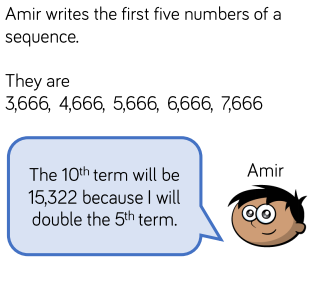 Amir writes the first five numbers of a
sequence.
They are
3,666, 4,666, 5,666, 6,666, 7,666
The 10th term will be
15,322 because I will
double the 5th term.
Amir